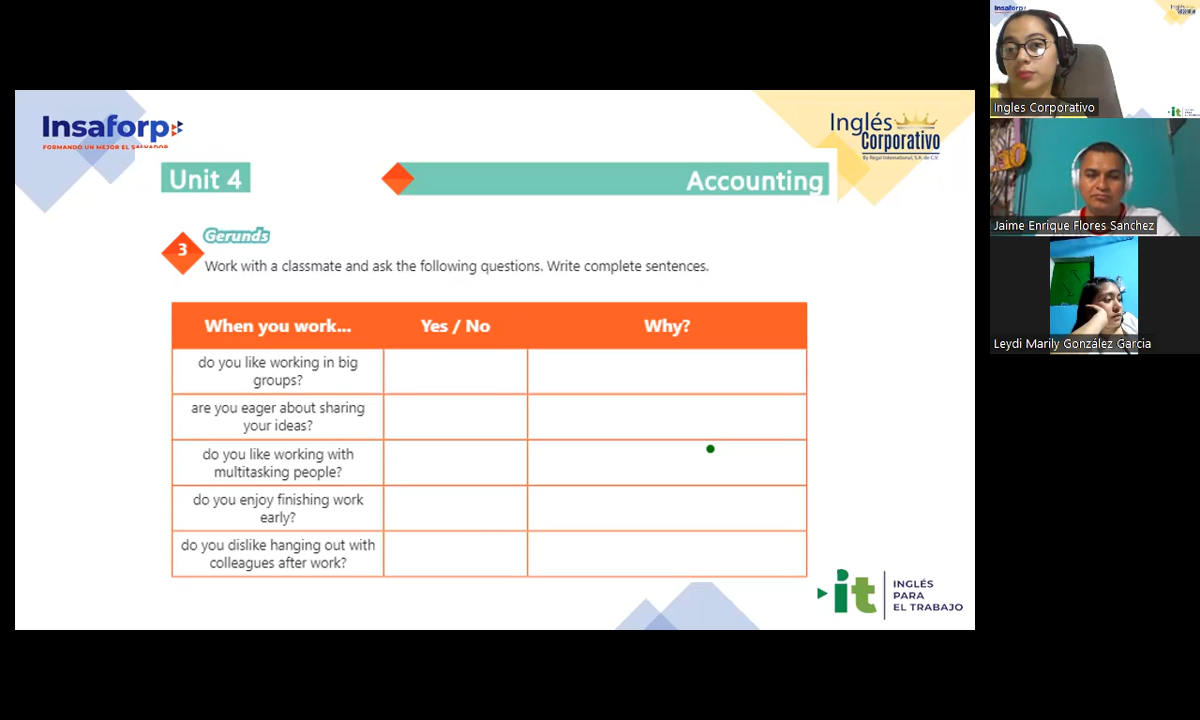 Insaforp
FORMANDO UN MEJOR EL SALVADOR
Inglés
Corporativo
By Regal International, S.A. de C.V.
Unit 4
Accounting
3
Gerunds
Work with a classmate and ask the following questions. Write complete sentences.
When you work... Yes / No Why?
do you like working in big
groups?
are you eager about sharing
your ideas?
do you like working with
multitasking people?
do you enjoy finishing work
early?
do you dislike hanging out with
colleagues after work?
it
INGLÉS
PARA
EL TRABAJO
Insaforp
Ingles Corporativo
Jaime Enrique Flores Sanchez
Leydi Marily González Garcia